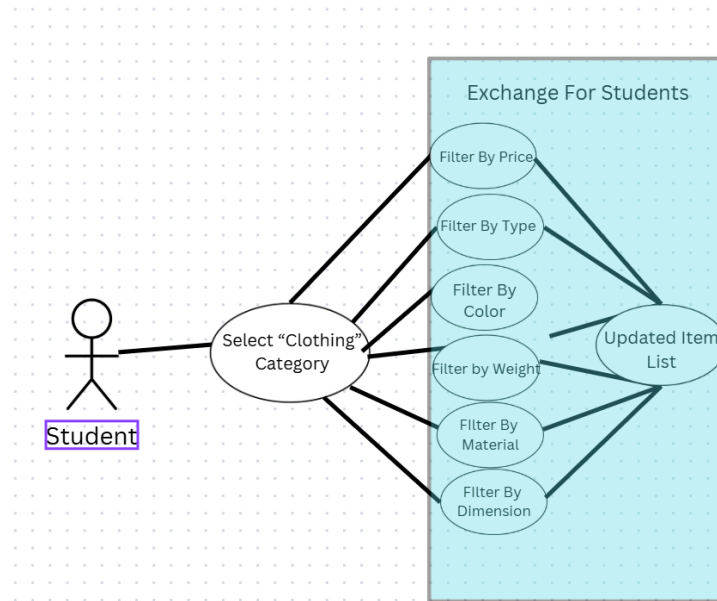 Exchange For Students
Filter By Price
Filter By Type
Filter By
Color
Select “Clothing”
Category
Updated Item
List
Filter by Weight
Student
FIlter By
Material
FIlter By
Dimension